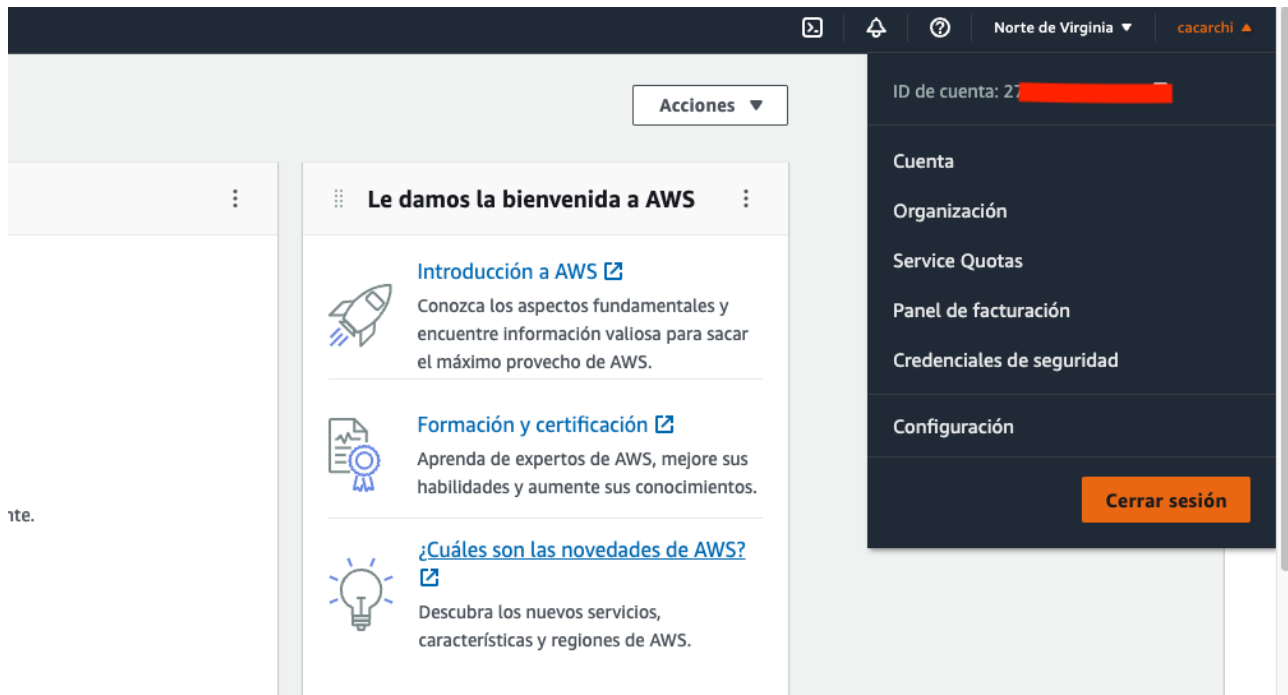 Norte de Virginia ▼
cacarchi ▲
ID de cuenta: 27
Acciones ▼
Cuenta
Organización
Service Quotas
Panel de facturación
Credenciales de seguridad
Configuración
Cerrar sesión
Le damos la bienvenida a AWS
Introducción a AWS
Conozca los aspectos fundamentales y
encuentre información valiosa para sacar
el máximo provecho de AWS.
Formación y certificación
Aprenda de expertos de AWS, mejore sus
habilidades y aumente sus conocimientos.
nte.
¿Cuáles son las novedades de AWS?
Descubra los nuevos servicios,
características y regiones de AWS.